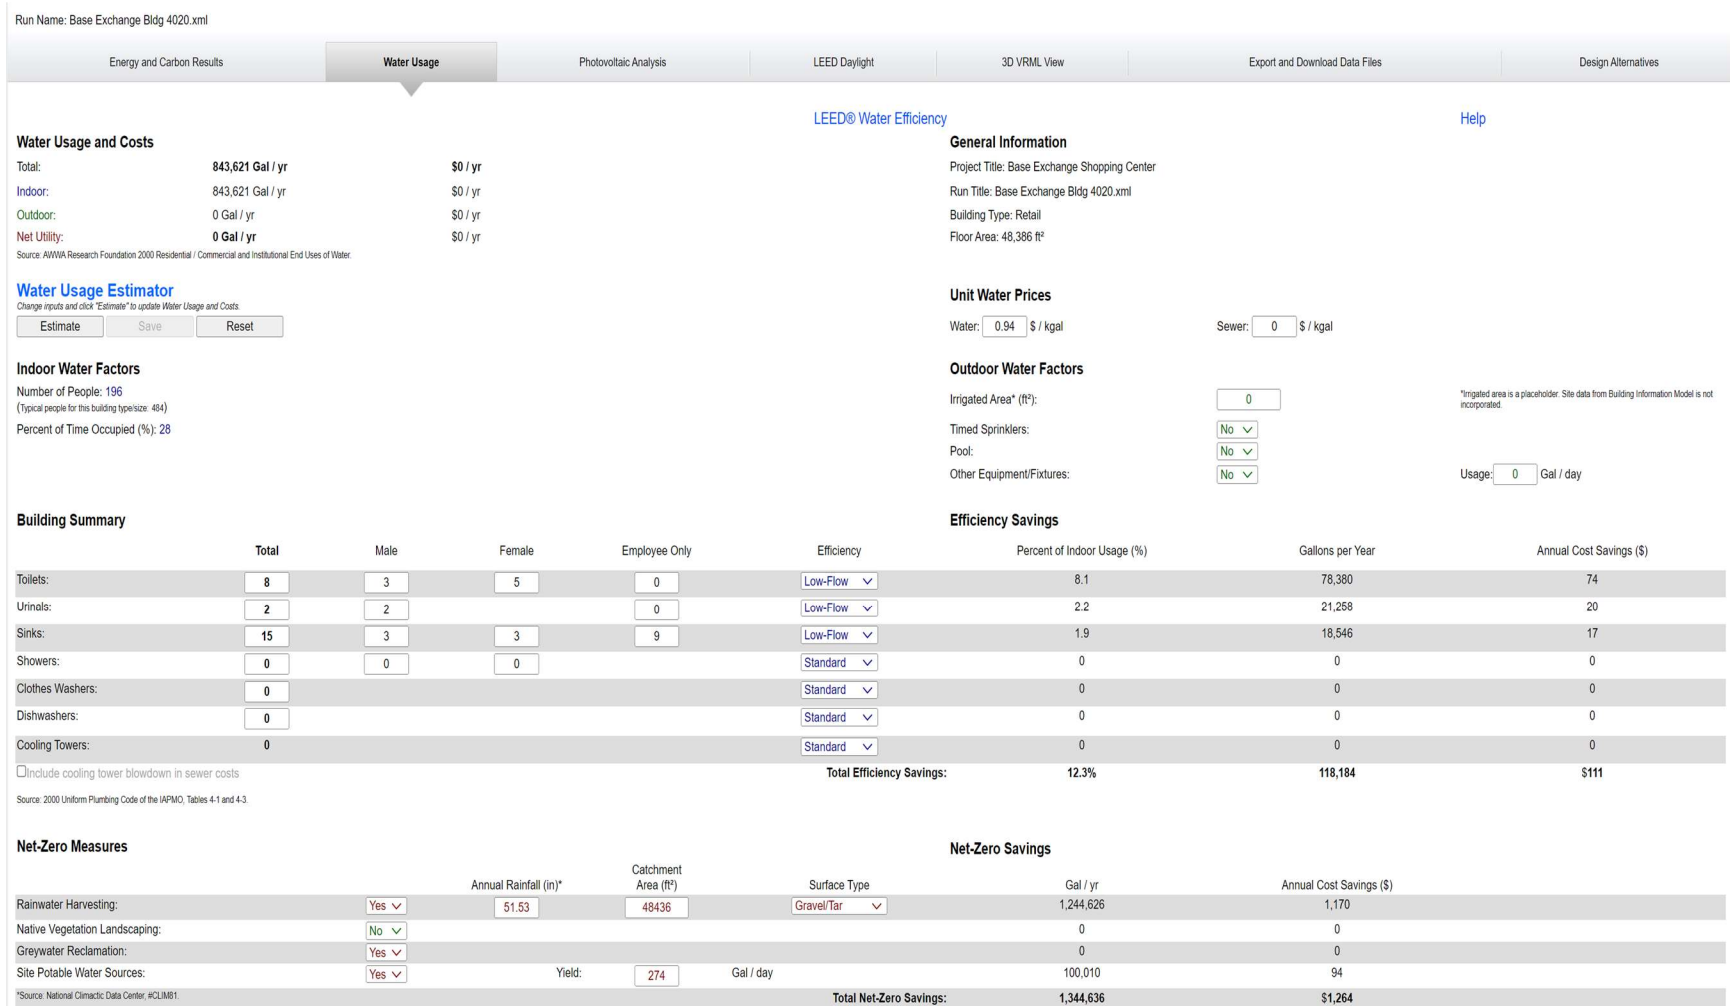 Run Name: Base Exchange Bldg 4020.xml
Energy and Carbon Results Water Usage Photovoltaic Analysis LEED Daylight 3D VRML View Export and Download Data Files Design Alternatives
LEED® Water Efficiency Help
Water Usage and Costs General Information
Total: 843,621 Gal / yr $0 / yr Project Title: Base Exchange Shopping Center
Indoor: 843,621 Gal / yr $0 / yr Run Title: Base Exchange Bldg 4020.xml
Outdoor: 0 Gal / yr $0 / yr Building Type: Retail
Net Utility: 0 Gal / yr $0 / yr Floor Area: 48,386 ft²
Source: AWWA Research Foundation 2000 Residential / Commercial and Institutional End Uses of Water.
Water Usage Estimator Unit Water Prices
Change inputs and click "Estimate" to update Water Usage and Costs.
Estimate Save Reset Water: 0.94 $ / kgal Sewer: 0 $ / kgal
Indoor Water Factors Outdoor Water Factors
Number of People: 196 Irrigated Area* (ft²): 0 *Irrigated area is a placeholder. Site data from Building Information Model is not
(Typical people for this building type/size: 484) incorporated.
Percent of Time Occupied (%): 28 Timed Sprinklers: No
Pool: No
Other Equipment/Fixtures: No Usage: 0 Gal / day
Building Summary Efficiency Savings
Total Male Female Employee Only Efficiency Percent of Indoor Usage (%) Gallons per Year Annual Cost Savings ($)
Toilets: 8 3 5 0 Low-Flow 8.1 78,380 74
Urinals: 2 2 0 Low-Flow 2.2 21,258 20
Sinks: 15 3 3 9 Low-Flow 1.9 18,546 17
Showers: 0 0 0 Standard 0 0 0
Clothes Washers: 0 Standard 0 0 0
Dishwashers: 0 Standard 0 0 0
Cooling Towers: 0 Standard 0 0 0
Include cooling tower blowdown in sewer costs Total Efficiency Savings: 12.3% 118,184 $111
Source: 2000 Uniform Plumbing Code of the IAPMO, Tables 4-1 and 4-3.
Net-Zero Measures Net-Zero Savings
Annual Rainfall (in)* Catchment Area (ft²) Surface Type Gal / yr Annual Cost Savings ($)
Rainwater Harvesting: Yes 51.53 48436 Gravel/Tar 1,244,626 1,170
Native Vegetation Landscaping: No 0 0
Greywater Reclamation: Yes 0 0
Site Potable Water Sources: Yes Yield: 274 Gal / day 100,010 94
*Source: National Climactic Data Center, #CLIM81. Total Net-Zero Savings: 1,344,636 $1,264